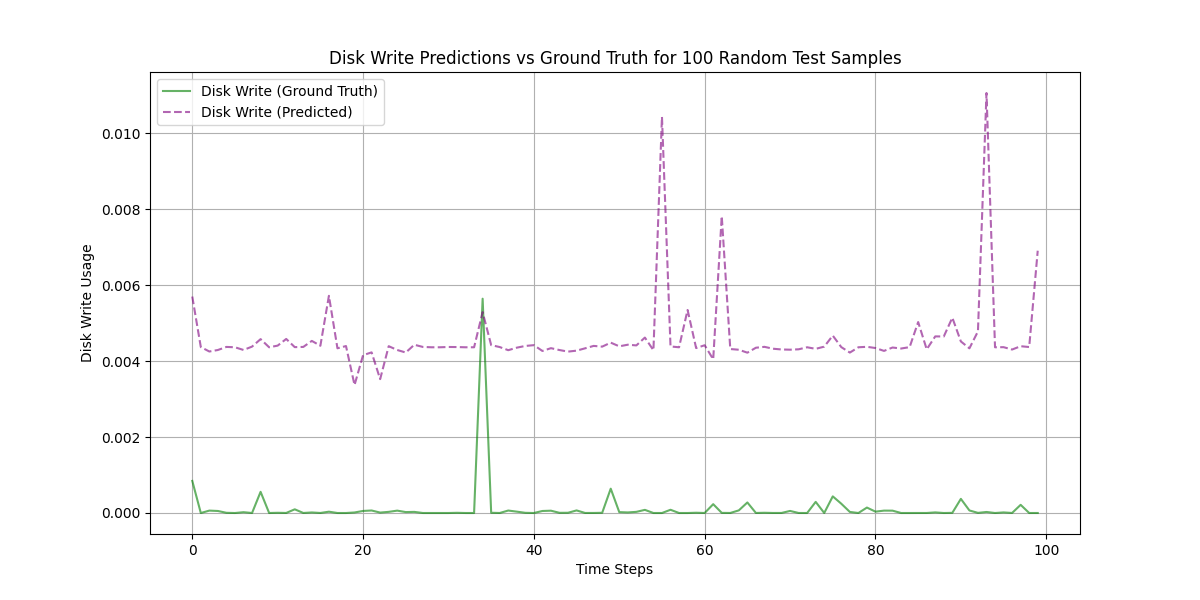 Disk Write Predictions vs Ground Truth for 100 Random Test Samples
Disk Write (Ground Truth)
Disk Write (Predicted)
Disk Write Usage
0.010
0.008
0.006
0.004
0.002
0.000
0 20 40 60 80 100
Time Steps